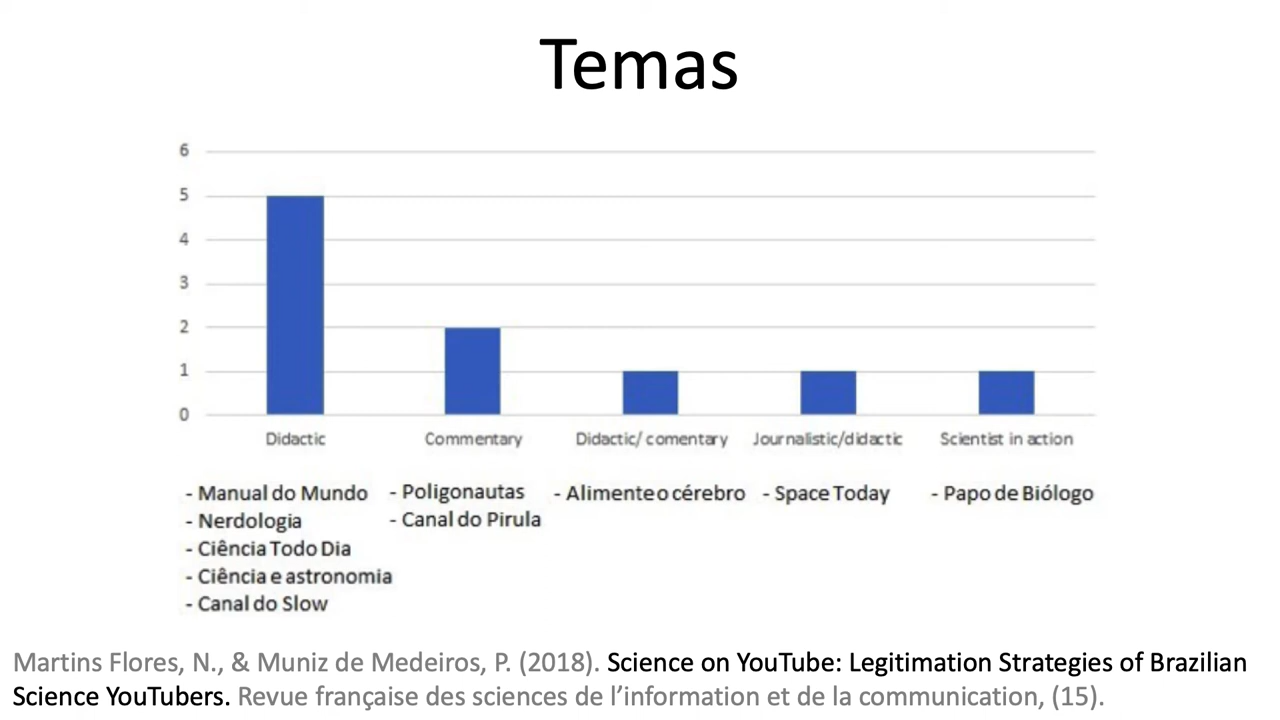 Temas
6
5
4
3
2
1
0
Didactic
Commentary
Didactic/ comentary
Journalistic/didactic
Scientist in action
- Manual do Mundo
- Nerdologia
- Ciência Todo Dia
- Ciência e astronomia
- Canal do Slow
- Poligonautas
- Canal do Pirula
- Alimente o cérebro
- Space Today
- Papo de Biólogo
Martins Flores, N., & Muniz de Medeiros, P. (2018). Science on YouTube: Legitimation Strategies of Brazilian
Science YouTubers. Revue française des sciences de l’information et de la communication, (15).